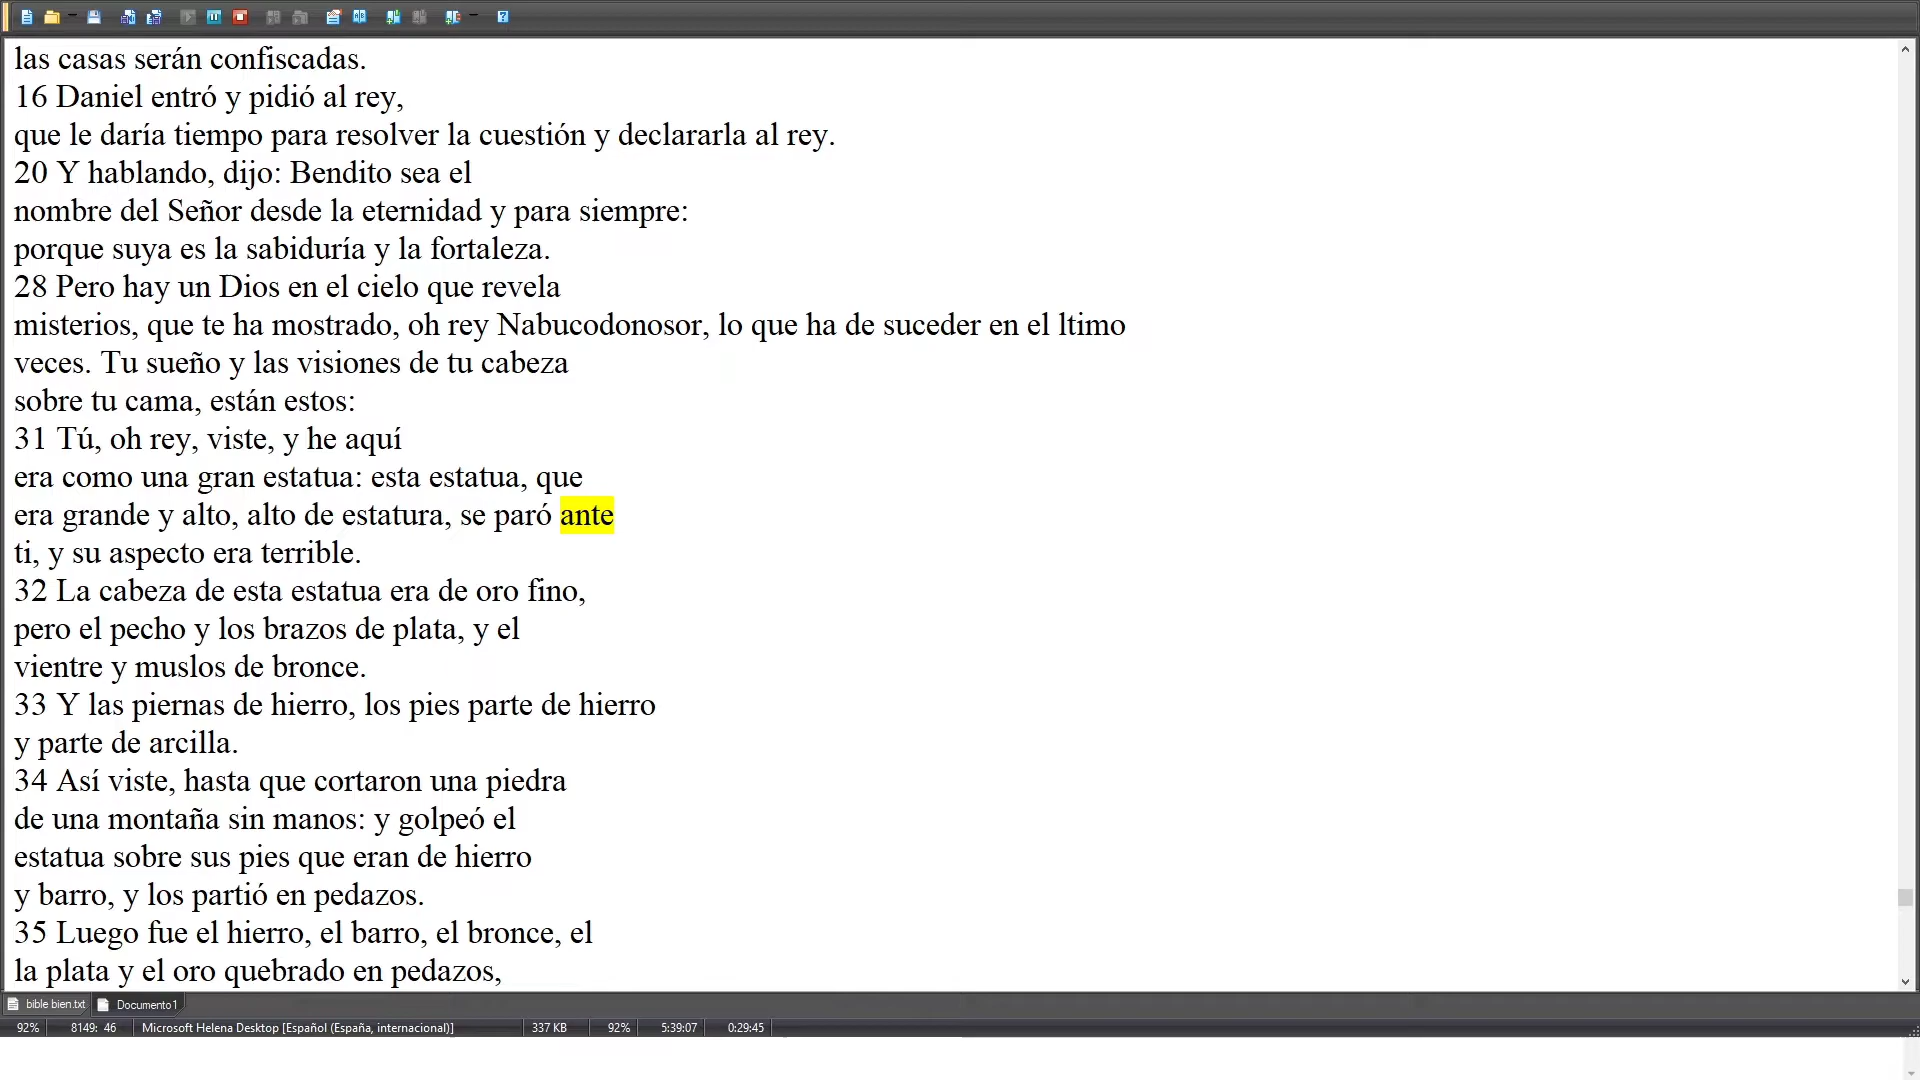 las casas serán confiscadas.
16 Daniel entró y pidió al rey,
que le daría tiempo para resolver la cuestión y declararla al rey.
20 Y hablando, dijo: Bendito sea el
nombre del Señor desde la eternidad y para siempre:
porque suya es la sabiduría y la fortaleza.
28 Pero hay un Dios en el cielo que revela
misterios, que te ha mostrado, oh rey Nabucodonosor, lo que ha de suceder en el ltimo
veces. Tu sueño y las visiones de tu cabeza
sobre tu cama, están estos:
31 Tú, oh rey, viste, y he aquí
era como una gran estatua: esta estatua, que
era grande y alto, alto de estatura, se paró ante
ti, y su aspecto era terrible.
32 La cabeza de esta estatua era de oro fino,
pero el pecho y los brazos de plata, y el
vientre y muslos de bronce.
33 Y las piernas de hierro, los pies parte de hierro
y parte de arcilla.
34 Así viste, hasta que cortaron una piedra
de una montaña sin manos: y golpeó el
estatua sobre sus pies que eran de hierro
y barro, y los partió en pedazos.
35 Luego fue el hierro, el barro, el bronce, el
la plata y el oro quebrado en pedazos,
bible bien.txt Documento1
92% 8149: 46 Microsoft Helena Desktop [Español (España, internacional)] 337 KB 92% 5:39:07 0:29:45